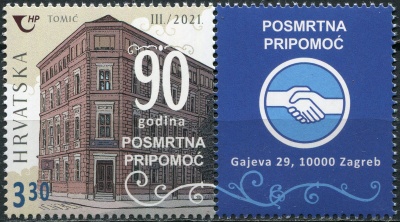 HP TOMIĆ III./2021.
HRVATSKA
90
godina
POSMRTNA
PRIPOMOĆ
3,30
POSMRTNA
PRIPOMOĆ
Gajeva 29, 10000 Zagreb